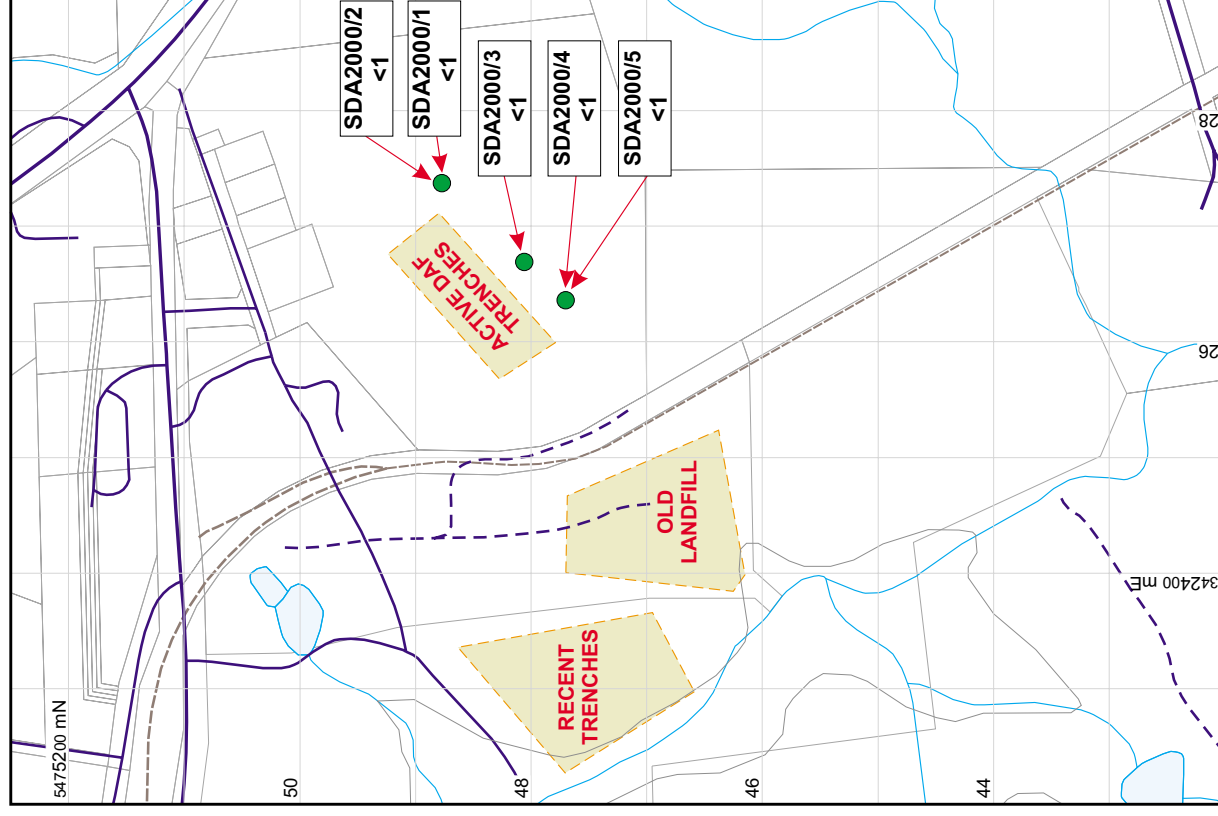 SDA2000/2
<1
SDA2000/1
<1
SDA2000/3
<1
SDA2000/4
<1
SDA2000/5
<1
ACTIVE DAF
TRENCHES
OLD
LANDFILL
RECENT
TRENCHES
5475200 mN
50
48
46
44
28
26
342400 mE